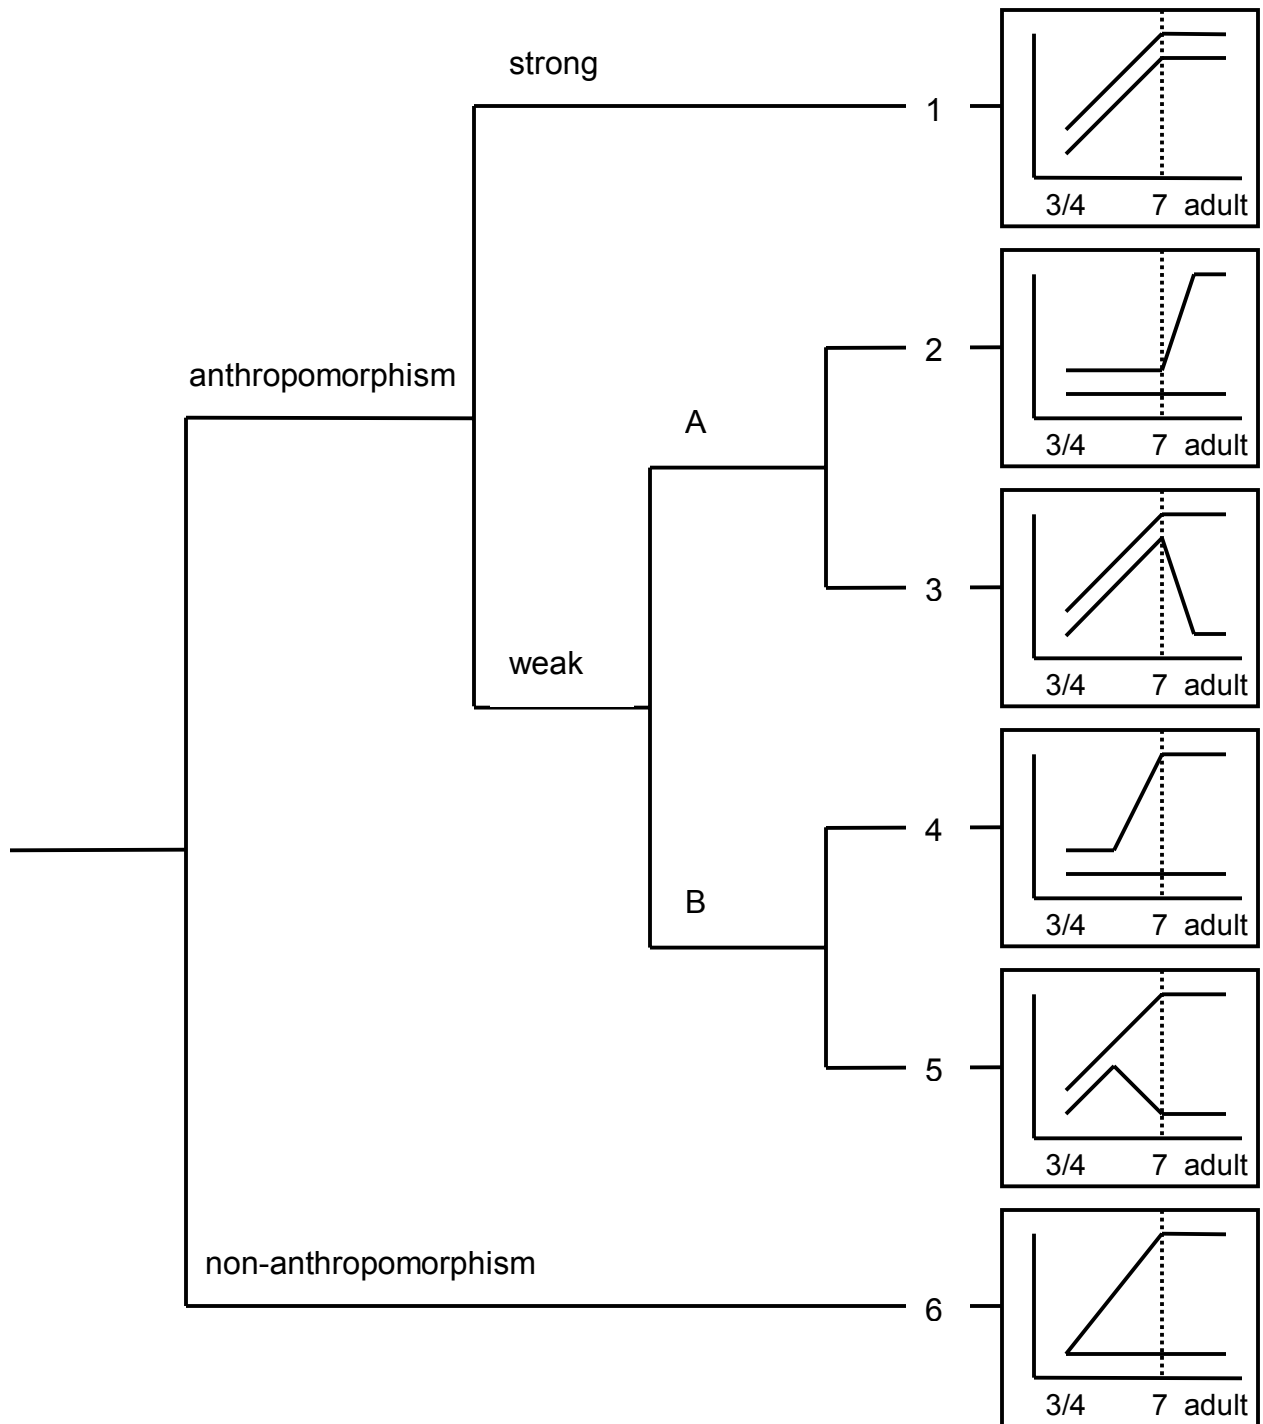 strong
1
3/4 7 adult
2
anthropomorphism
A
3/4 7 adult
3
weak
3/4 7 adult
4
B
3/4 7 adult
5
3/4 7 adult
non-anthropomorphism
6
3/4 7 adult